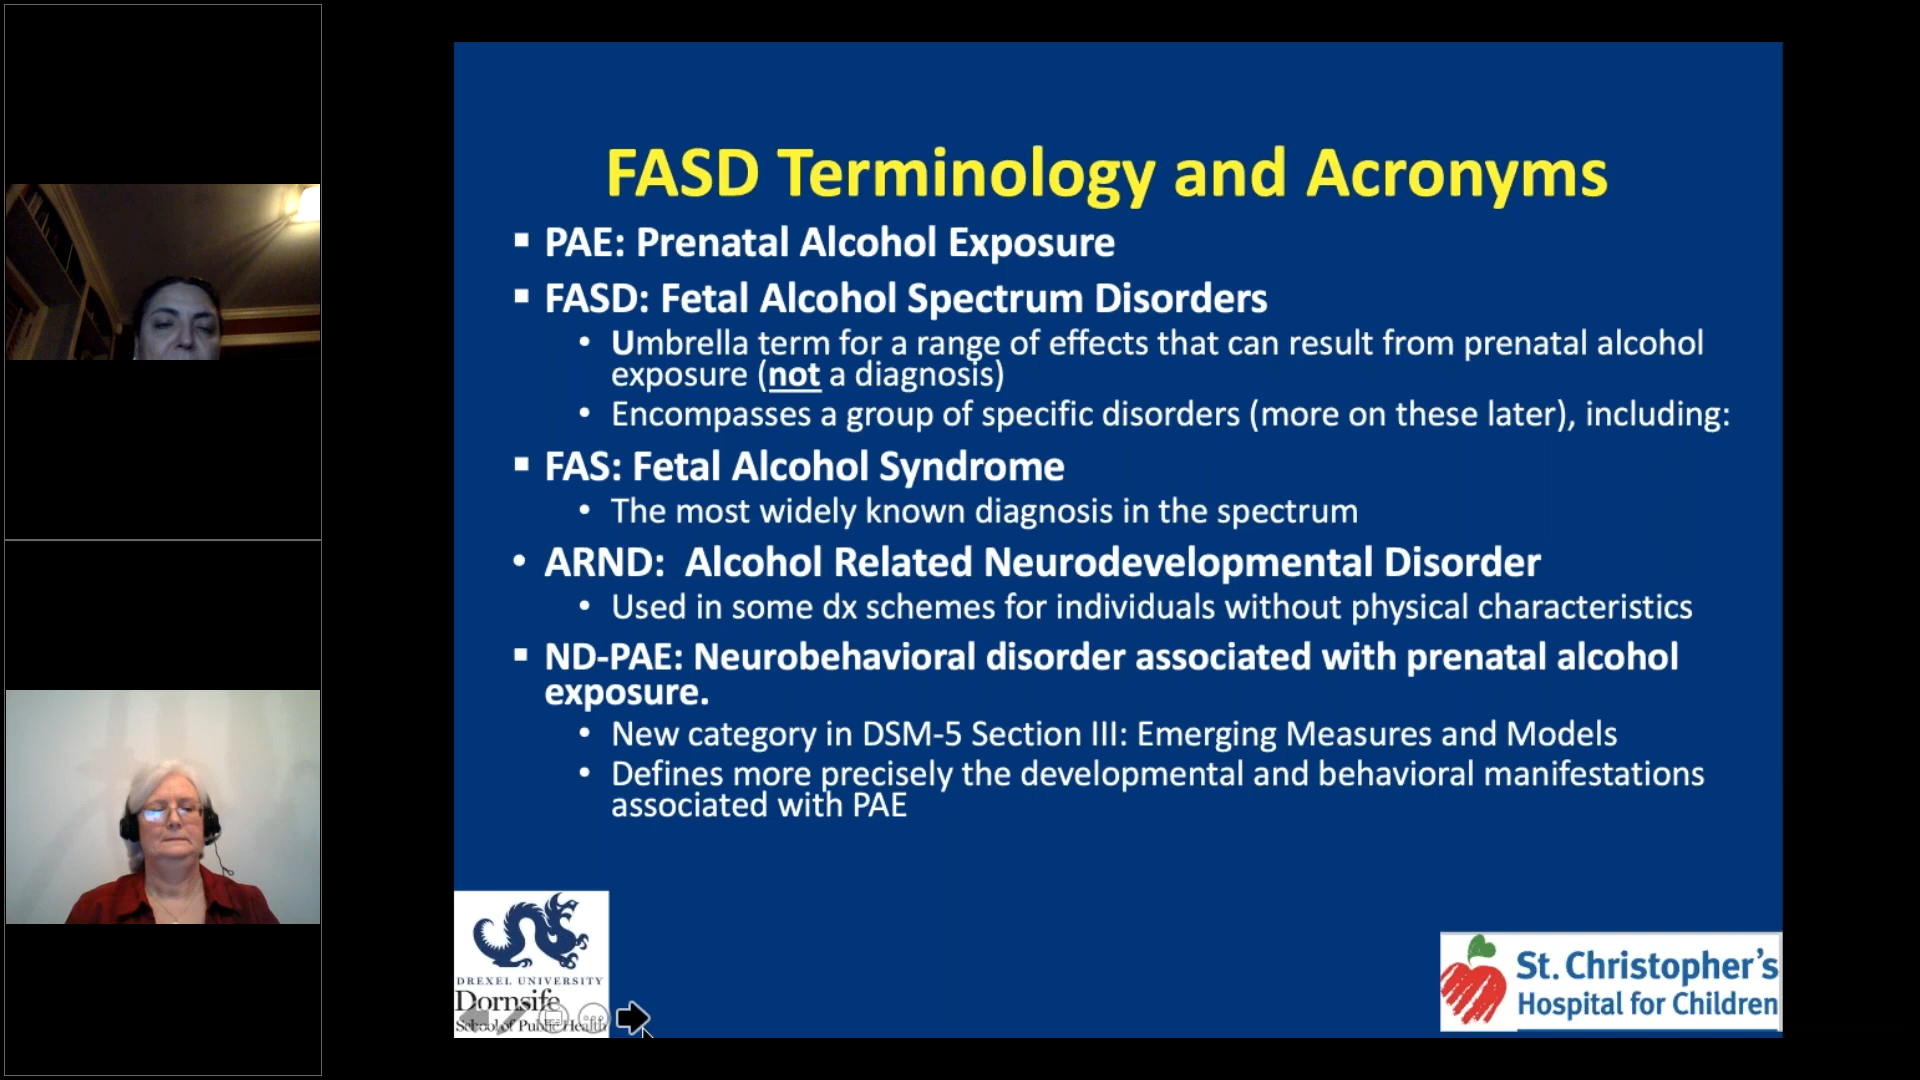 FASD Terminology and Acronyms
▪ PAE: Prenatal Alcohol Exposure
▪ FASD: Fetal Alcohol Spectrum Disorders
• Umbrella term for a range of effects that can result from prenatal alcohol
exposure (not a diagnosis)
• Encompasses a group of specific disorders (more on these later), including:
▪ FAS: Fetal Alcohol Syndrome
• The most widely known diagnosis in the spectrum
• ARND:  Alcohol Related Neurodevelopmental Disorder
• Used in some dx schemes for individuals without physical characteristics
▪ ND-PAE: Neurobehavioral disorder associated with prenatal alcohol
exposure.
• New category in DSM-5 Section III: Emerging Measures and Models
• Defines more precisely the developmental and behavioral manifestations
associated with PAE
DREXEL UNIVERSITY
Dornsife
School of Public Health
St. Christopher's
Hospital for Children